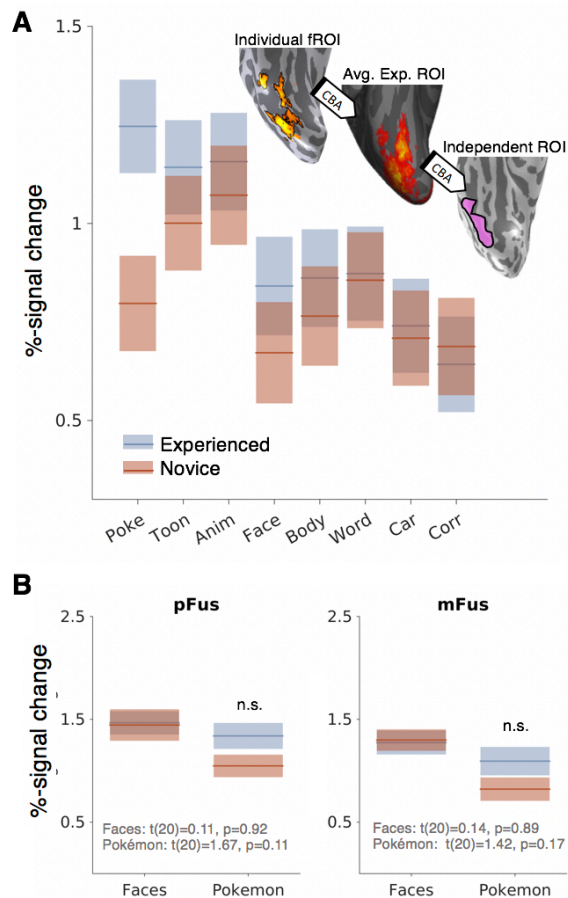 A
1.5
Individual fROI
Avg. Exp. ROI
CBA
Independent ROI
CBA
1
%-signal change
0.5
Experienced
Novice
Poke Toon Anim Face Body Word Car Corr
B
pFus mFus
2.5 2.5
%-signal change
n.s. n.s.
1.5 1.5
0.5 0.5
Faces: t(20)=0.11, p=0.92
Pokémon: t(20)=1.67, p=0.11
Faces: t(20)=0.14, p=0.89
Pokémon: t(20)=1.42, p=0.17
Faces Pokemon Faces Pokemon